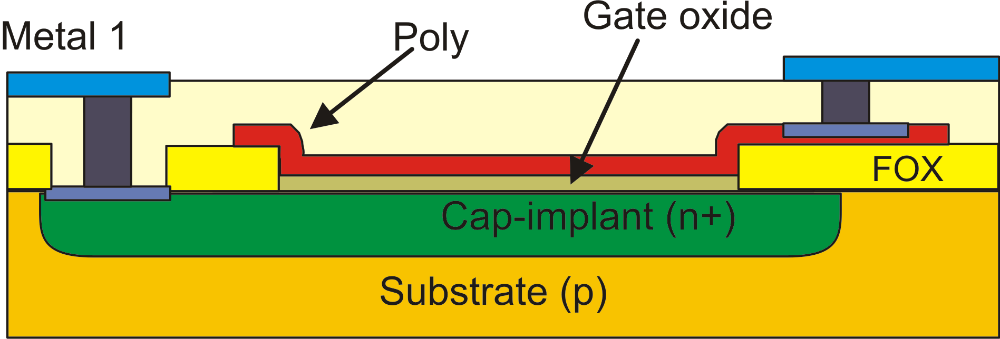 Metal 1
Poly
Gate oxide
FOX
Cap-implant (n+)
Substrate (p)